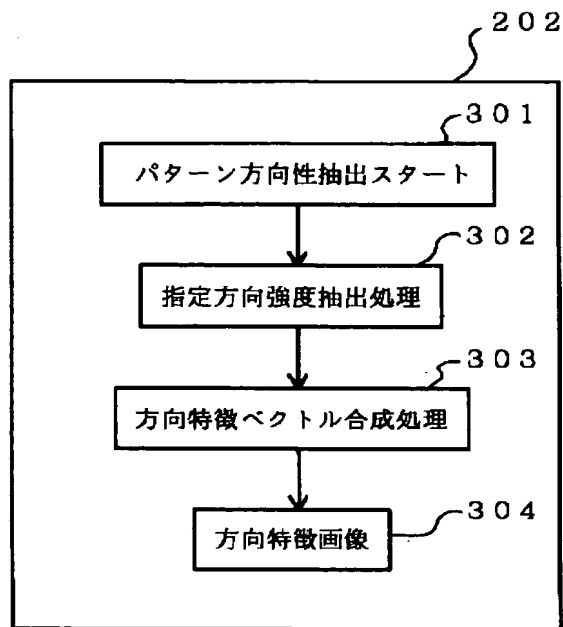 ２０２
３０１
パターン方向性抽出スタート
３０２
指定方向強度抽出処理
３０３
方向特徴ベクトル合成処理
３０４
方向特徴画像